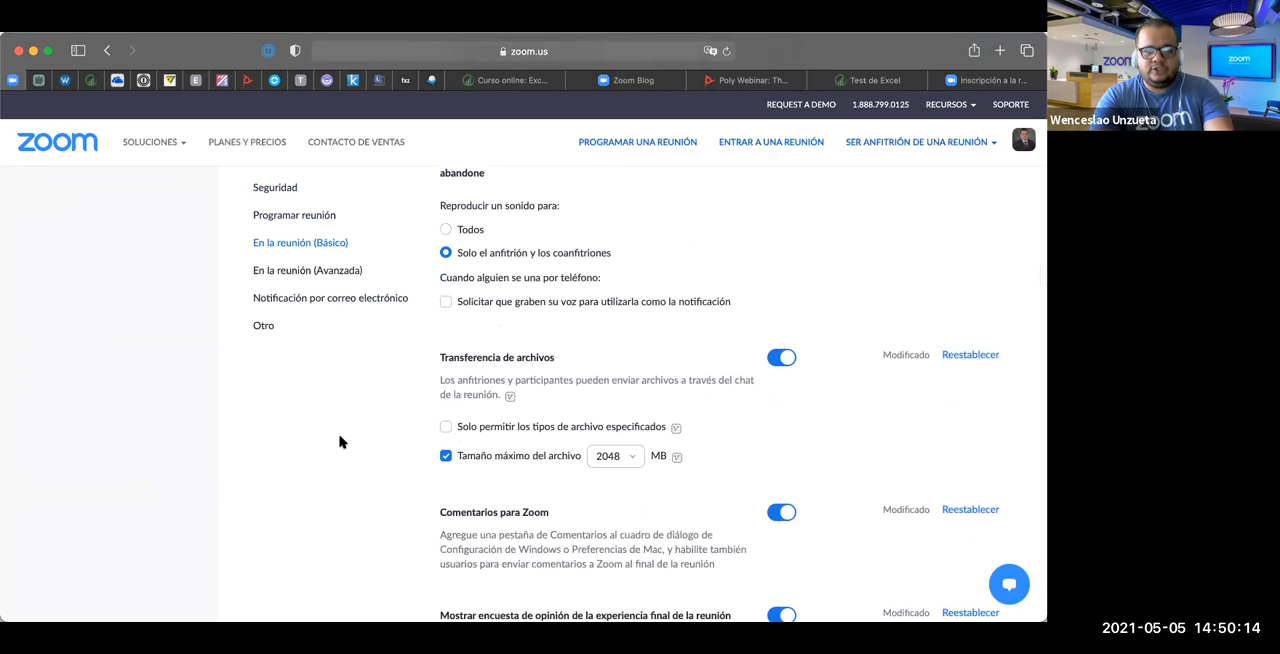 zoom.us
Curso online: Exc...
Zoom Blog
Poly Webinar: Th...
Test de Excel
Inscripción a la r...
REQUEST A DEMO
1.888.799.0125
RECURSOS
SOPORTE
zoom
SOLUCIONES
PLANES Y PRECIOS
CONTACTO DE VENTAS
PROGRAMAR UNA REUNIÓN
ENTRAR A UNA REUNIÓN
SER ANFITRIÓN DE UNA REUNIÓN
Seguridad
Programar reunión
En la reunión (Básico)
En la reunión (Avanzada)
Notificación por correo electrónico
Otro
abandone
Reproducir un sonido para:
Todos
Solo el anfitrión y los coanfitriones
Cuando alguien se una por teléfono:
Solicitar que graben su voz para utilizarla como la notificación
Transferencia de archivos
Modificado
Reestablecer
Los anfitriones y participantes pueden enviar archivos a través del chat
de la reunión.
Solo permitir los tipos de archivo especificados
Tamaño máximo del archivo 2048 MB
Comentarios para Zoom
Modificado
Reestablecer
Agregue una pestaña de Comentarios al cuadro de diálogo de
Configuración de Windows o Preferencias de Mac, y habilite también
usuarios para enviar comentarios a Zoom al final de la reunión
Mostrar encuesta de opinión de la experiencia final de la reunión
Modificado
Reestablecer
zoom
zoom
zoom
Wenceslao Unzueta
2021-05-05 14:50:14